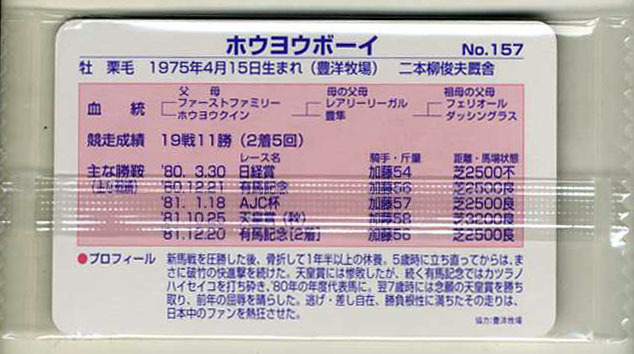 ホウヨウボーイ No.157
牡 栗毛 1975年4月15日生まれ（豊洋牧場） 二本柳俊夫厩舎
父 母 母の父母 祖母の父母
血 統 ファーストファミリー レアリーリーガル フェリオール
ホウヨウクイン 豊隼 ダッシングラス
競走成績 19戦11勝（2着5回）
レース名 騎手・斤量 距離・馬場状態
主な勝鞍 '80. 3.30 日経賞 加藤54 芝2500不
（主な戦績） '80.12.21 有馬記念 加藤56 芝2500良
'81. 1.18 AJC杯 加藤57 芝2500良
'81.10.25 天皇賞（秋） 加藤58 芝3200良
'81.12.20 有馬記念［2着］ 加藤56 芝2500良
●プロフィール 新馬戦を圧勝した後、骨折して1年半以上の休養。5歳時に立ち直ってからは、ま
さに破竹の快進撃を続けた。天皇賞には惨敗したが、続く有馬記念ではカツラノ
ハイセイコを打ち砕き、'80年の年度代表馬に。翌7歳時には念願の天皇賞を勝ち
取り、前年の屈辱を晴らした。逃げ・差し自在、勝負根性に満ちたその走りは、
日本中のファンを熱狂させた。
協力：豊洋牧場